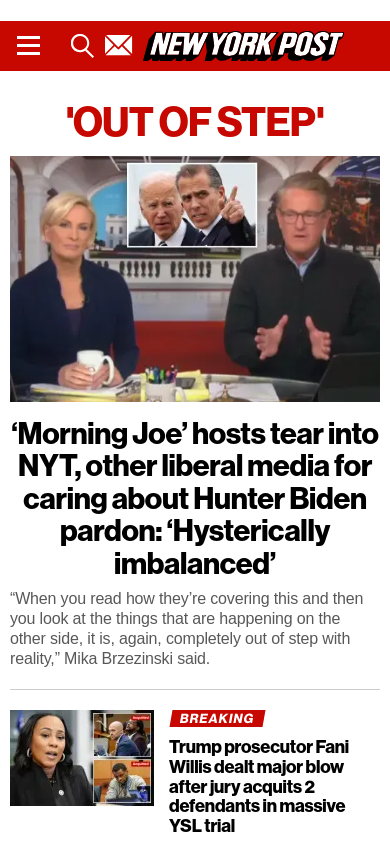 NEW YORK POST
'OUT OF STEP'
‘Morning Joe’ hosts tear into
NYT, other liberal media for
caring about Hunter Biden
pardon: ‘Hysterically
imbalanced’
“When you read how they’re covering this and then
you look at the things that are happening on the
other side, it is, again, completely out of step with
reality,” Mika Brzezinski said.
BREAKING
Trump prosecutor Fani
Willis dealt major blow
after jury acquits 2
defendants in massive
YSL trial